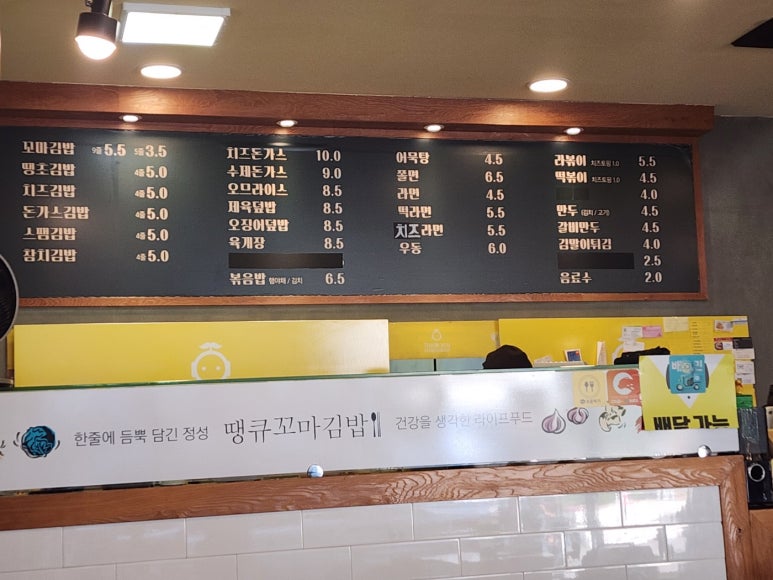 꼬마김밥 9줄 5.5 5줄 3.5
땡초김밥 4줄 5.0
치즈김밥 4줄 5.0
돈가스김밥 4줄 5.0
스팸김밥 4줄 5.0
참치김밥 4줄 5.0
치즈돈가스 10.0
수제돈가스 9.0
오므라이스 8.5
제육덮밥 8.5
오징어덮밥 8.5
육개장 8.5
볶음밥 햄야채 / 김치 6.5
어묵탕 4.5
쫄면 6.5
라면 4.5
떡라면 5.5
치즈라면 5.5
우동 6.0
라볶이 치즈토핑 1.0 5.5
떡볶이 치즈토핑 1.0 4.5
4.0
만두 (김치 / 고기) 4.5
갈비만두 4.5
김말이튀김 4.0
2.5
음료수 2.0
한줄에 듬뿍 담긴 정성
땡큐꼬마김밥
건강을 생각한 라이프푸드
배달가능